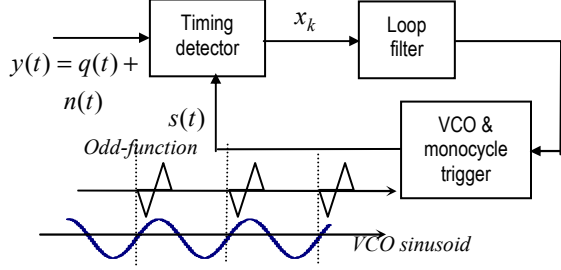 Timing
detector
x_k
Loop
filter
y(t) = q(t) +
n(t)
s(t)
VCO &
monocycle
trigger
Odd-function
VCO sinusoid